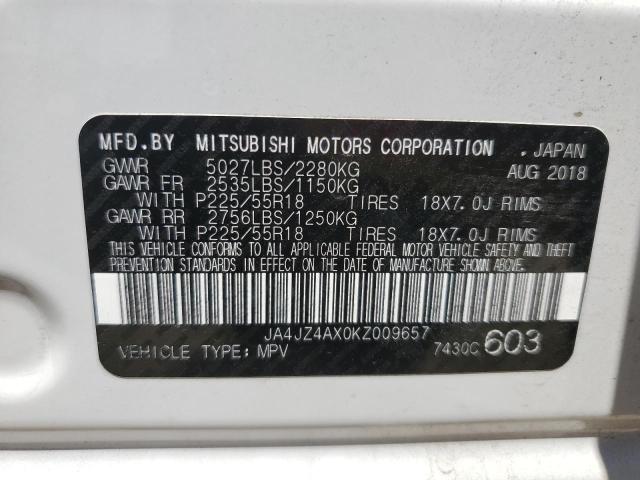 MFD.BY MITSUBISHI MOTORS CORPORATION . JAPAN
GVWR 5027LBS/2280KG AUG 2018
GAWR FR 2535LBS/1150KG
WITH P225/55R18 TIRES 18X7.0J RIMS
GAWR RR 2756LBS/1250KG
WITH P225/55R18 TIRES 18X7.0J RIMS
THIS VEHICLE CONFORMS TO ALL APPLICABLE FEDERAL MOTOR VEHICLE SAFETY AND THEFT
PREVENTION STANDARDS IN EFFECT ON THE DATE OF MANUFACTURE SHOWN ABOVE.
JA4JZ4AX0KZ009657
VEHICLE TYPE: MPV 7430C 603